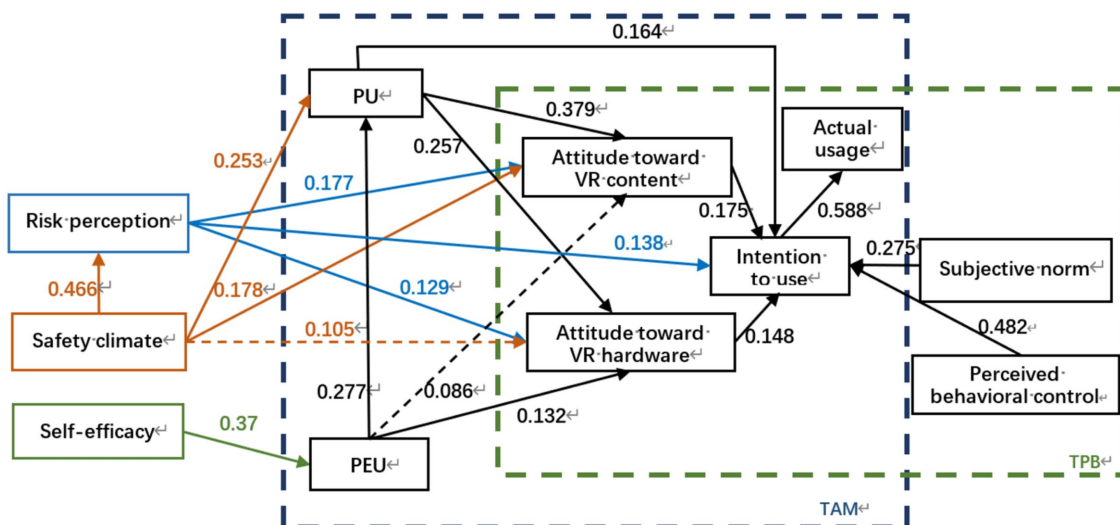 0.164
PU
0.379
Actual
usage
0.257
0.253
Attitude toward
VR content
0.177
0.175
0.588
Risk perception
0.138
Intention
to use
0.275
Subjective norm
0.466
0.178
0.129
Safety climate
0.105
Attitude toward
VR hardware
0.148
0.482
0.277
0.086
0.132
Perceived
behavioral control
Self-efficacy
0.37
PEU
TPB
TAM